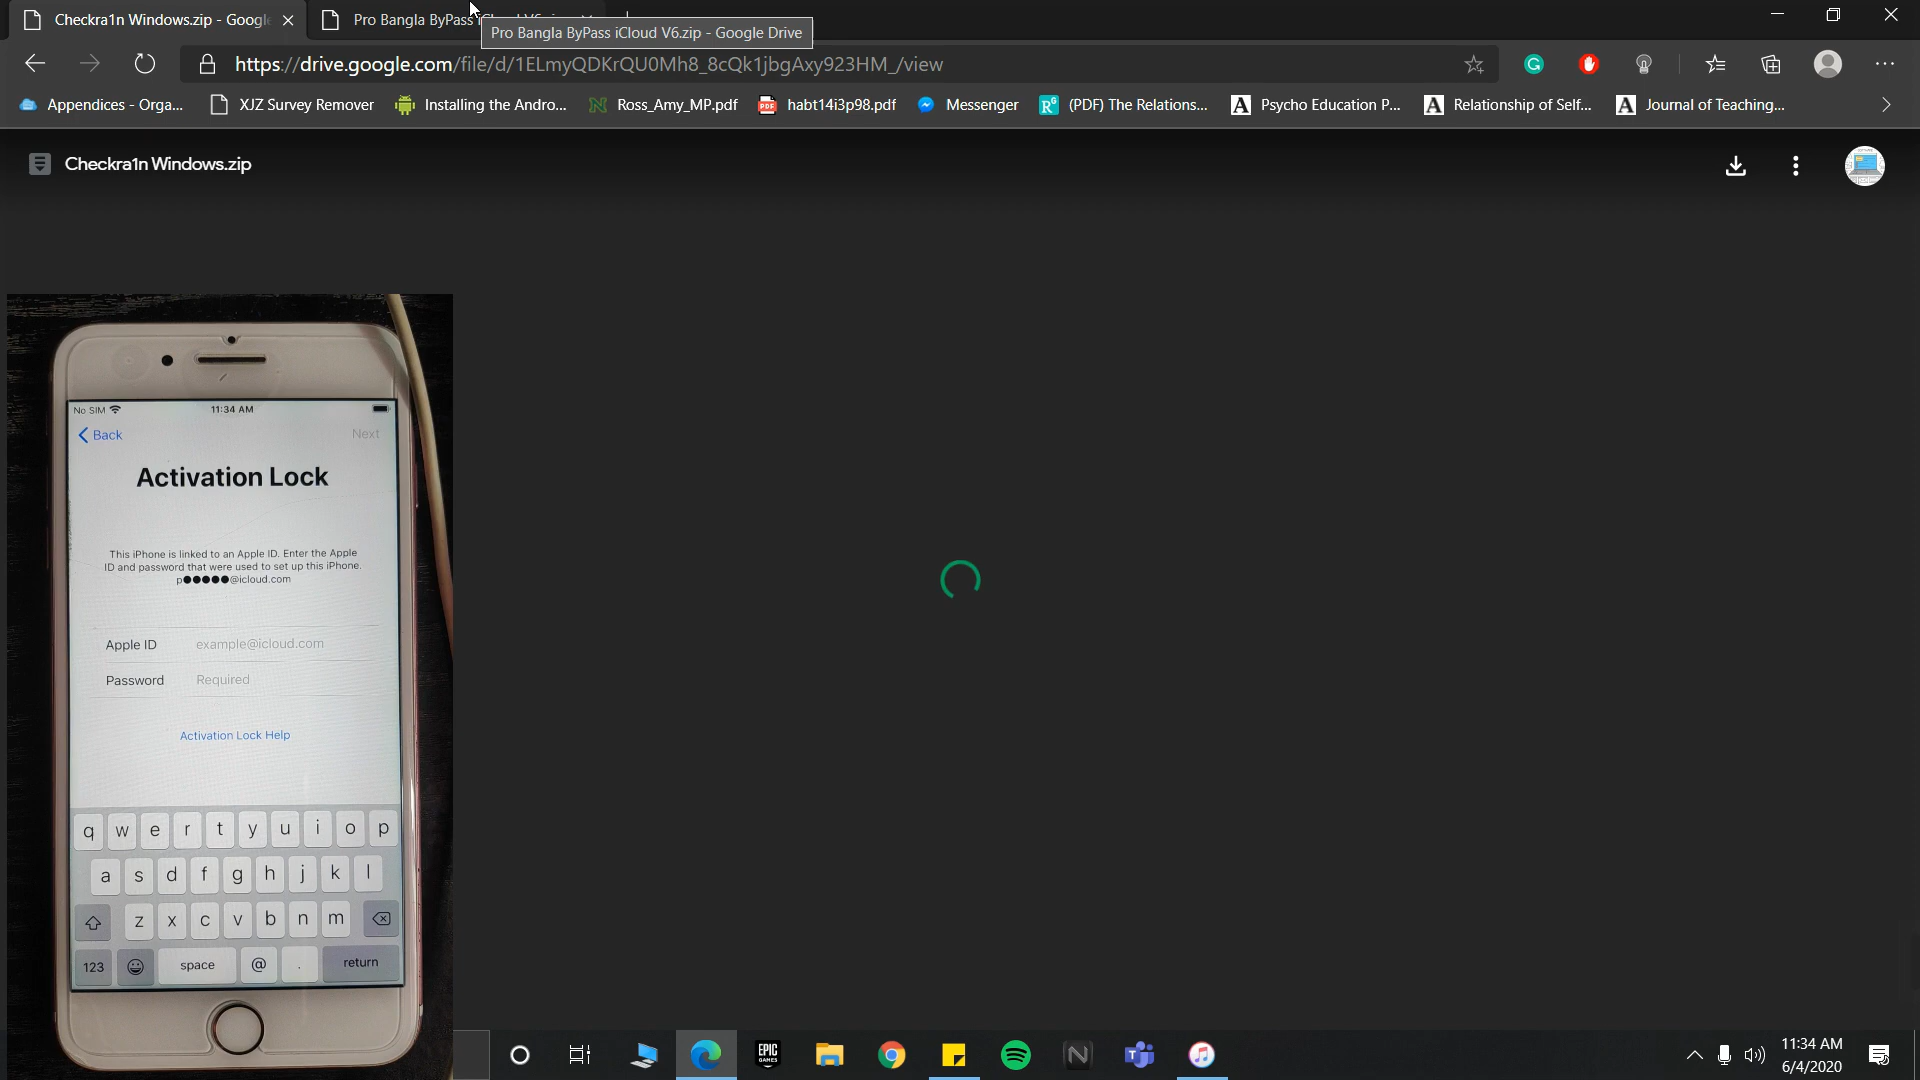 Checkra1n Windows.zip - Google
Pro Bangla ByPass
Pro Bangla ByPass iCloud V6.zip - Google Drive
https://drive.google.com/file/d/1ELmyQDKrQU0Mh8_8cQk1jbgAxy923HM_/view
Appendices - Orga... XJZ Survey Remover Installing the Andro... Ross_Amy_MP.pdf habt14i3p98.pdf Messenger (PDF) The Relations... Psycho Education P... Relationship of Self... Journal of Teaching...
Checkra1n Windows.zip
No SIM 11:34 AM
Back Next
Activation Lock
This iPhone is linked to an Apple ID. Enter the Apple
ID and password that were used to set up this iPhone.
p●●●●●@icloud.com
Apple ID example@icloud.com
Password Required
Activation Lock Help
q w e r t y u i o p
a s d f g h j k l
z x c v b n m
123 space @ . return
EPIC GAMES
11:34 AM
6/4/2020